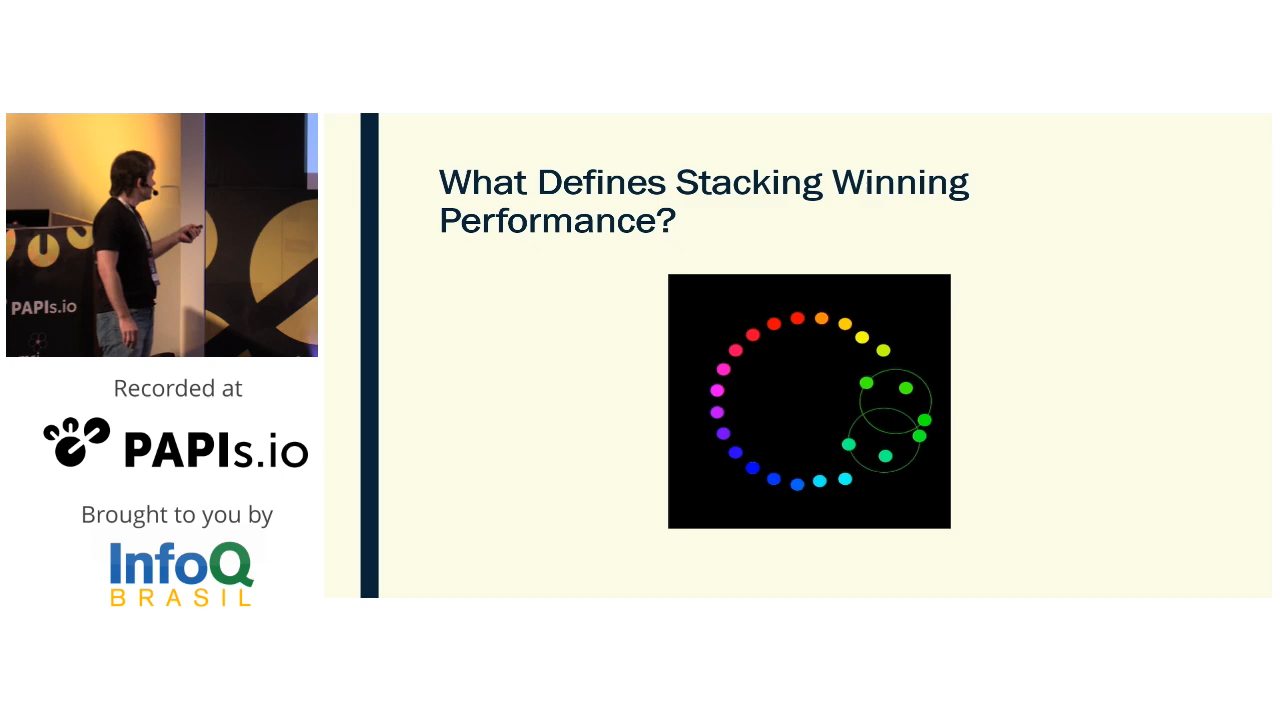 What Defines Stacking Winning
Performance?
PAPIs.io
Recorded at
PAPIs.io
Brought to you by
InfoQ
BRASIL